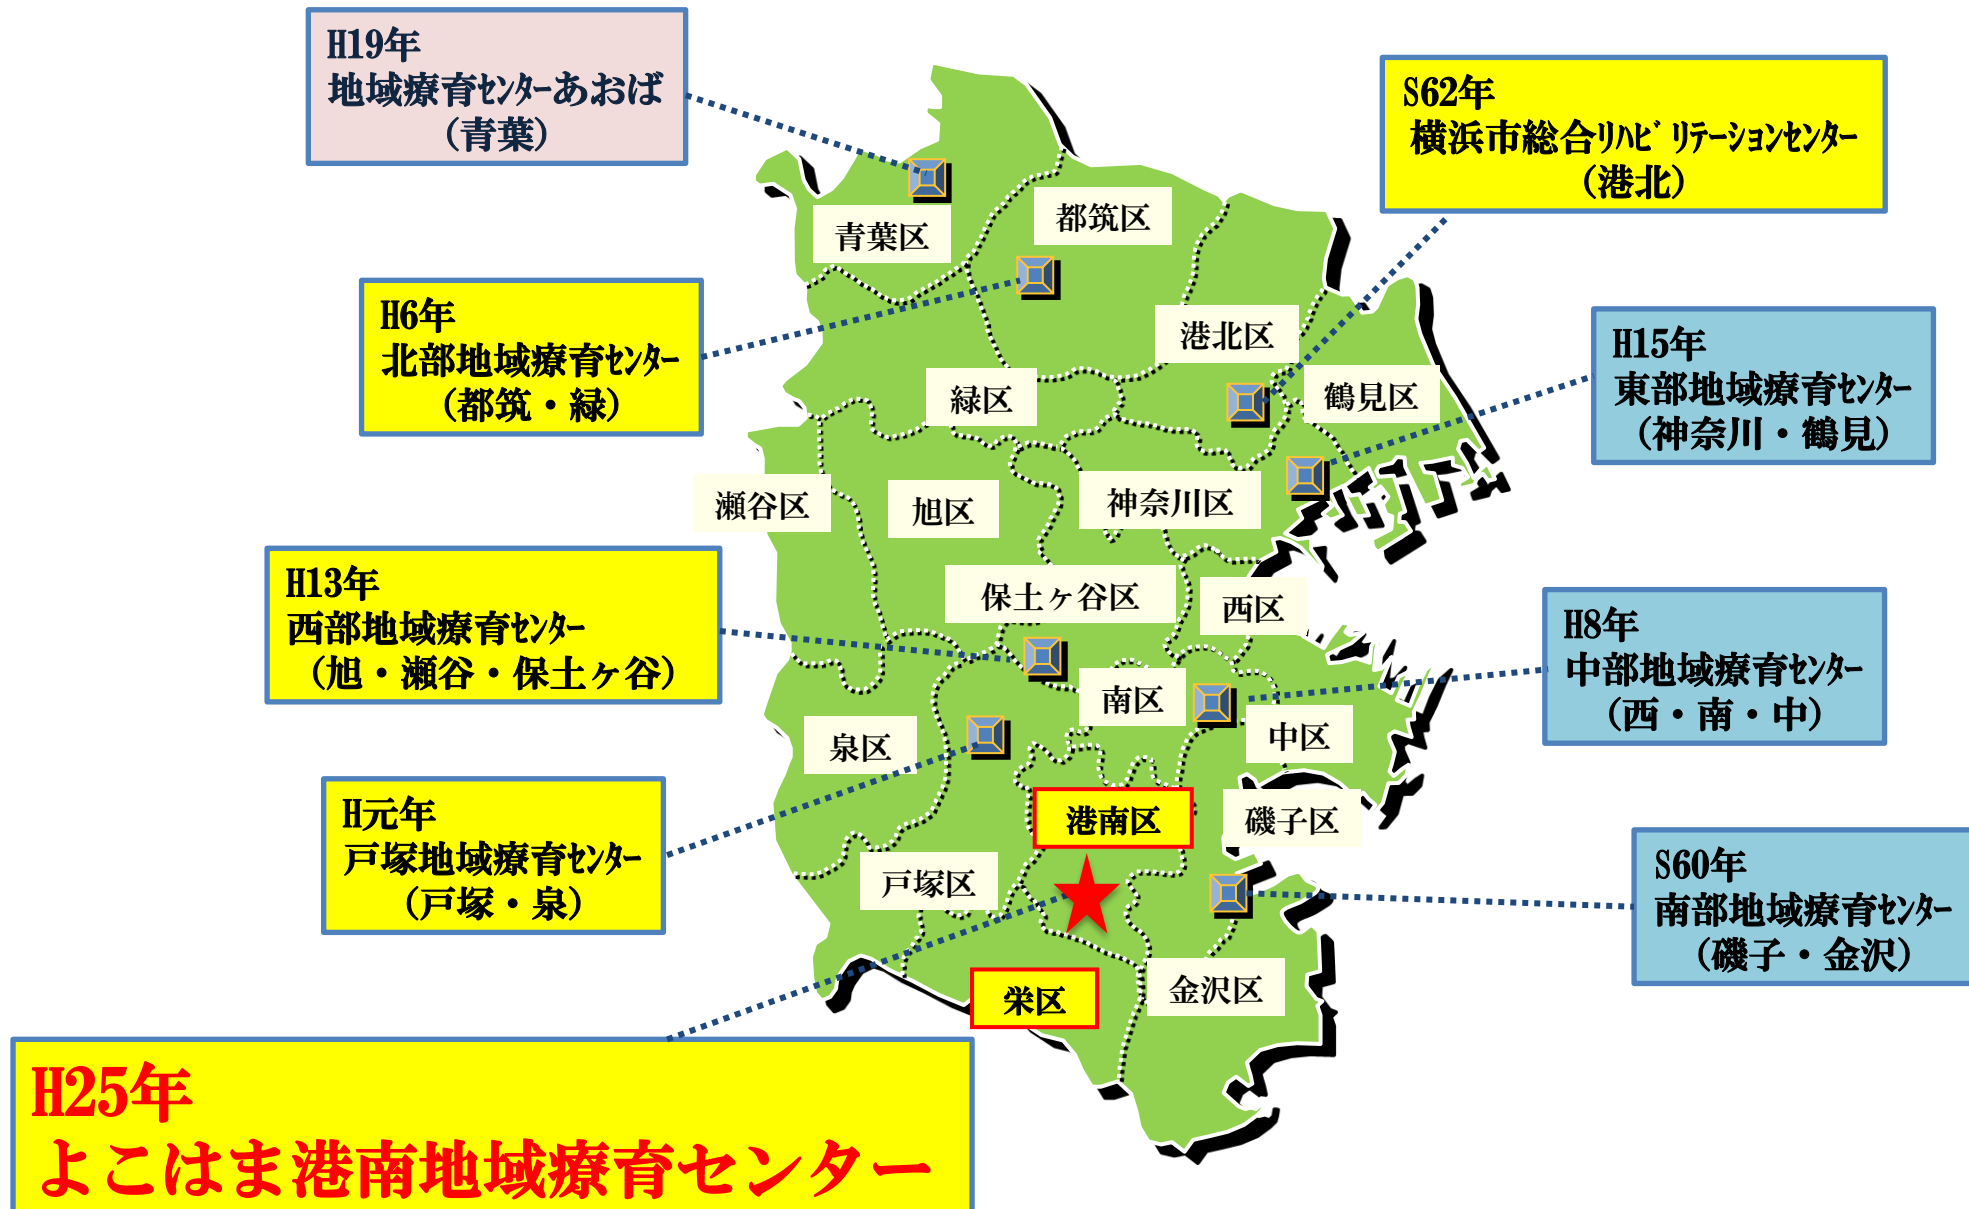 H19年
地域療育ｾﾝﾀｰあおば
（青葉）
S62年
横浜市総合ﾘﾊﾋﾞﾘﾃｰｼｮﾝｾﾝﾀｰ
（港北）
都筑区
青葉区
H6年
北部地域療育ｾﾝﾀｰ
（都筑・緑）
港北区
H15年
東部地域療育ｾﾝﾀｰ
（神奈川・鶴見）
緑区
鶴見区
瀬谷区
旭区
神奈川区
H13年
西部地域療育ｾﾝﾀｰ
（旭・瀬谷・保土ヶ谷）
保土ヶ谷区
西区
H8年
中部地域療育ｾﾝﾀｰ
（西・南・中）
南区
泉区
中区
H元年
戸塚地域療育ｾﾝﾀｰ
（戸塚・泉）
港南区
磯子区
戸塚区
S60年
南部地域療育ｾﾝﾀｰ
（磯子・金沢）
栄区
金沢区
H25年
よこはま港南地域療育センター